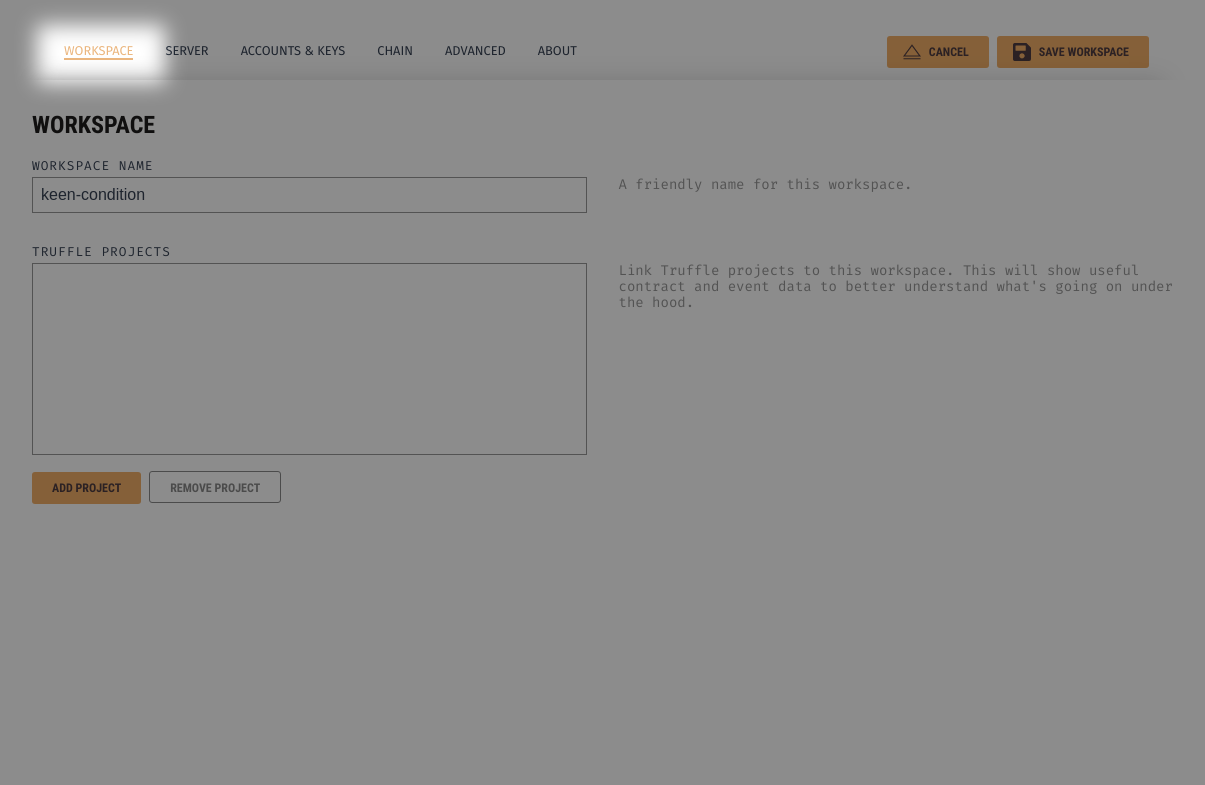 WORKSPACE SERVER ACCOUNTS & KEYS CHAIN ADVANCED ABOUT CANCEL SAVE WORKSPACE
WORKSPACE
WORKSPACE NAME
keen-condition
A friendly name for this workspace.
TRUFFLE PROJECTS
Link Truffle projects to this workspace. This will show useful
contract and event data to better understand what's going on under
the hood.
ADD PROJECT REMOVE PROJECT